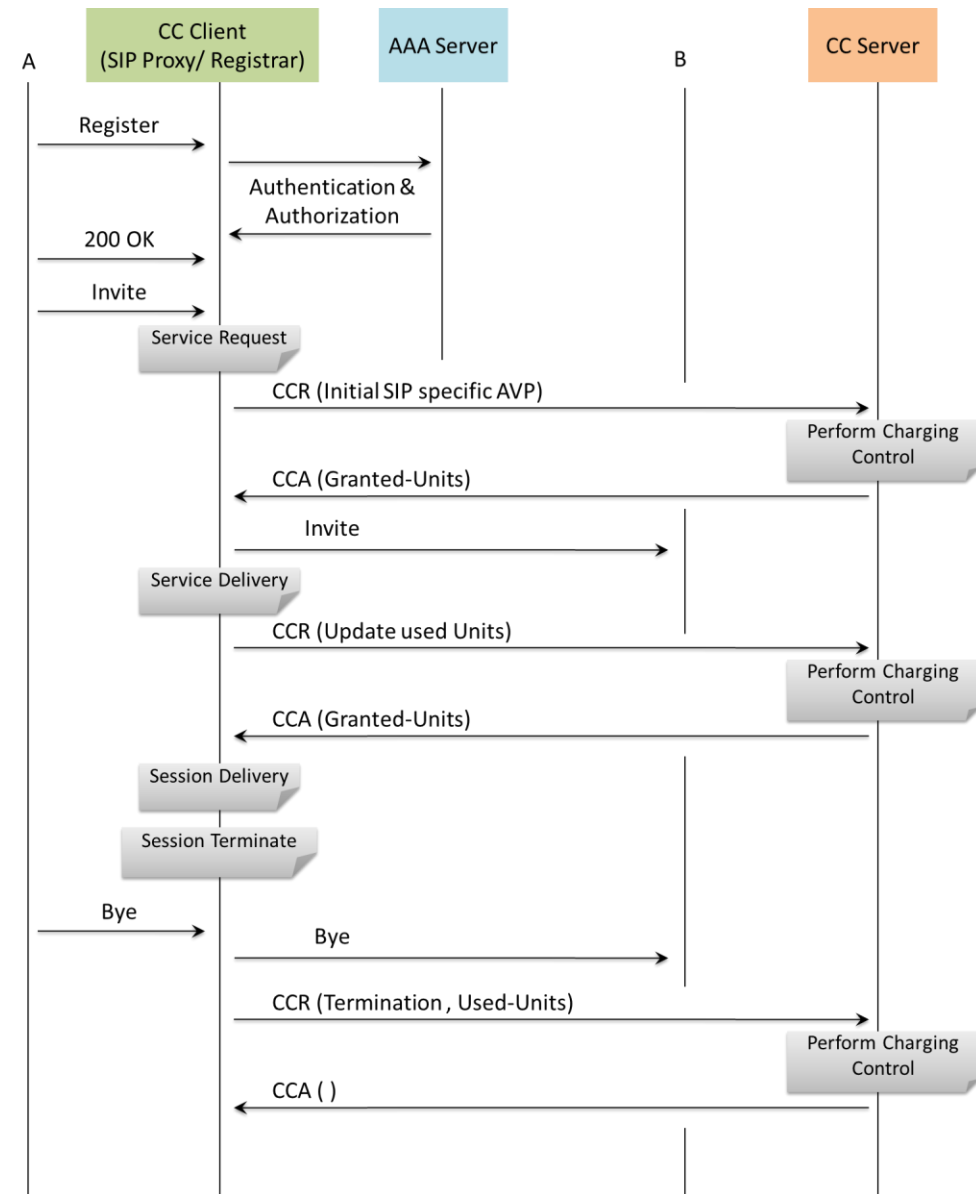 A
CC Client
(SIP Proxy/ Registrar)
AAA Server
B
CC Server
Register
Authentication &
Authorization
200 OK
Invite
Service Request
CCR (Initial SIP specific AVP)
Perform Charging
Control
CCA (Granted-Units)
Invite
Service Delivery
CCR (Update used Units)
Perform Charging
Control
CCA (Granted-Units)
Session Delivery
Session Terminate
Bye
Bye
CCR (Termination , Used-Units)
Perform Charging
Control
CCA ( )